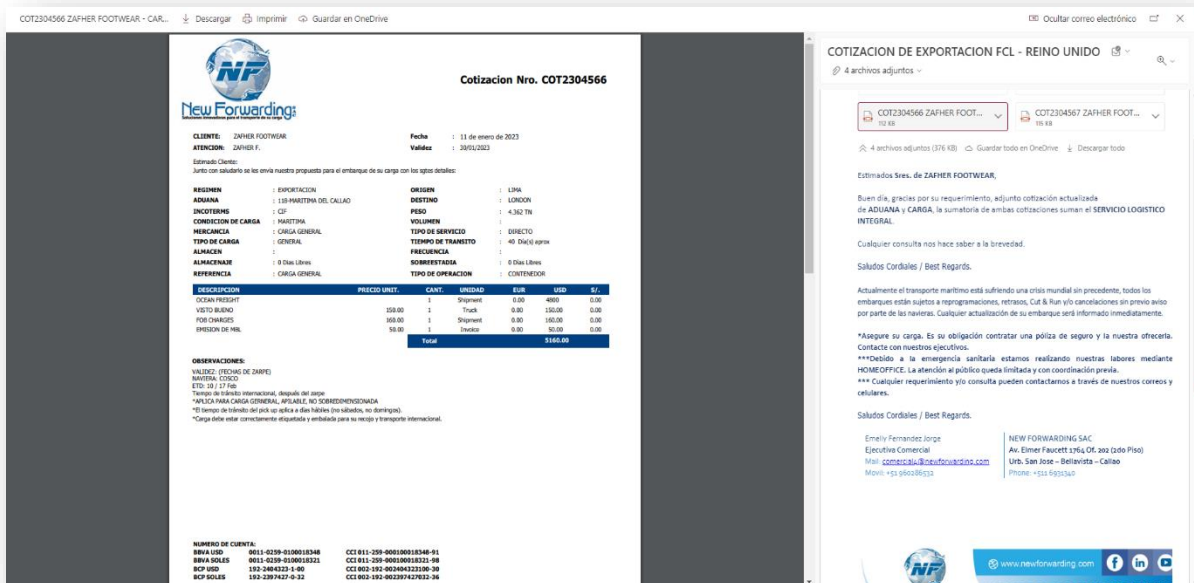 COT2304566 ZAFHER FOOTWEAR - CAR... Descargar Imprimir Guardar en OneDrive Ocultar correo electrónico
NF
New Forwarding
Soluciones Innovadoras para el transporte de su carga
Cotizacion Nro. COT2304566
CLIENTE: ZAFHER FOOTWEAR Fecha : 11 de enero de 2023
ATENCION: ZAFHER F. Validez : 30/01/2023
Estimado Cliente:
Junto con saludarlo se les envia nuestra propuesta para el embarque de su carga con los sgtes detalles:
REGIMEN : EXPORTACION ORIGEN : LIMA
ADUANA : 118-MARITIMA DEL CALLAO DESTINO : LONDON
INCOTERMS : CIF PESO : 4.362 TN
CONDICION DE CARGA : MARITIMA VOLUMEN :
MERCANCIA : CARGA GENERAL TIPO DE SERVICIO : DIRECTO
TIPO DE CARGA : GENERAL TIEMPO DE TRANSITO : 40 Dia(s) aprox
ALMACEN : FRECUENCIA :
ALMACENAJE : 0 Dias Libres SOBREESTADIA : 0 Dias Libres
REFERENCIA : CARGA GENERAL TIPO DE OPERACION : CONTENEDOR
DESCRIPCION PRECIO UNIT. CANT. UNIDAD EUR USD S/.
OCEAN FREIGHT 1 Shipment 0.00 4800 0.00
VISTO BUENO 150.00 1 Truck 0.00 150.00 0.00
FOB CHARGES 160.00 1 Shipment 0.00 160.00 0.00
EMISION DE MBL 50.00 1 Invoice 0.00 50.00 0.00
Total 5160.00
OBSERVACIONES:
VALIDEZ: (FECHAS DE ZARPE)
NAVIERA: COSCO
ETD: 10 / 17 Feb
Tiempo de tránsito internacional, después del zarpe
*APLICA PARA CARGA GERNERAL, APILABLE, NO SOBREDIMENSIONADA
*El tiempo de tránsito del pick up aplica a días hábiles (no sábados, no domingos).
*Carga debe estar correctamente etiquetada y embalada para su recojo y transporte internacional.
NUMERO DE CUENTA:
BBVA USD 0011-0259-0100018348 CCI 011-259-000100018348-91
BBVA SOLES 0011-0259-0100018321 CCI 011-259-000100018321-98
BCP USD 192-2404323-1-00 CCI 002-192-002404323100-30
BCP SOLES 192-2397427-0-32 CCI 002-192-002397427032-36
COTIZACION DE EXPORTACION FCL - REINO UNIDO
4 archivos adjuntos
COT2304566 ZAFHER FOOT... COT2304567 ZAFHER FOOT...
112 KB 115 KB
4 archivos adjuntos (376 KB) Guardar todo en OneDrive Descargar todo
Estimados Sres. de ZAFHER FOOTWEAR,
Buen día, gracias por su requerimiento, adjunto cotización actualizada
de ADUANA y CARGA, la sumatoria de ambas cotizaciones suman el SERVICIO LOGISTICO
INTEGRAL.
Cualquier consulta nos hace saber a la brevedad.
Saludos Cordiales / Best Regards.
Actualmente el transporte marítimo está sufriendo una crisis mundial sin precedente, todos los
embarques están sujetos a reprogramaciones, retrasos, Cut & Run y/o cancelaciones sin previo aviso
por parte de las navieras. Cualquier actualización de su embarque será informado inmediatamente.
*Asegure su carga. Es su obligación contratar una póliza de seguro y la nuestra ofrecerla.
Contacte con nuestros ejecutivos.
***Debido a la emergencia sanitaria estamos realizando nuestras labores mediante
HOMEOFFICE. La atención al público queda limitada y con coordinación previa.
*** Cualquier requerimiento y/o consulta pueden contactarnos a través de nuestros correos y
celulares.
Saludos Cordiales / Best Regards.
Emelly Fernandez Jorge NEW FORWARDING SAC
Ejecutiva Comercial Av. Elmer Faucett 1764 Of. 202 (2do Piso)
Mail: comercial4@newforwarding.com Urb. San Jose – Bellavista – Callao
Movil: +51 960286532 Phone: +511 6931340
NF www.newforwarding.com